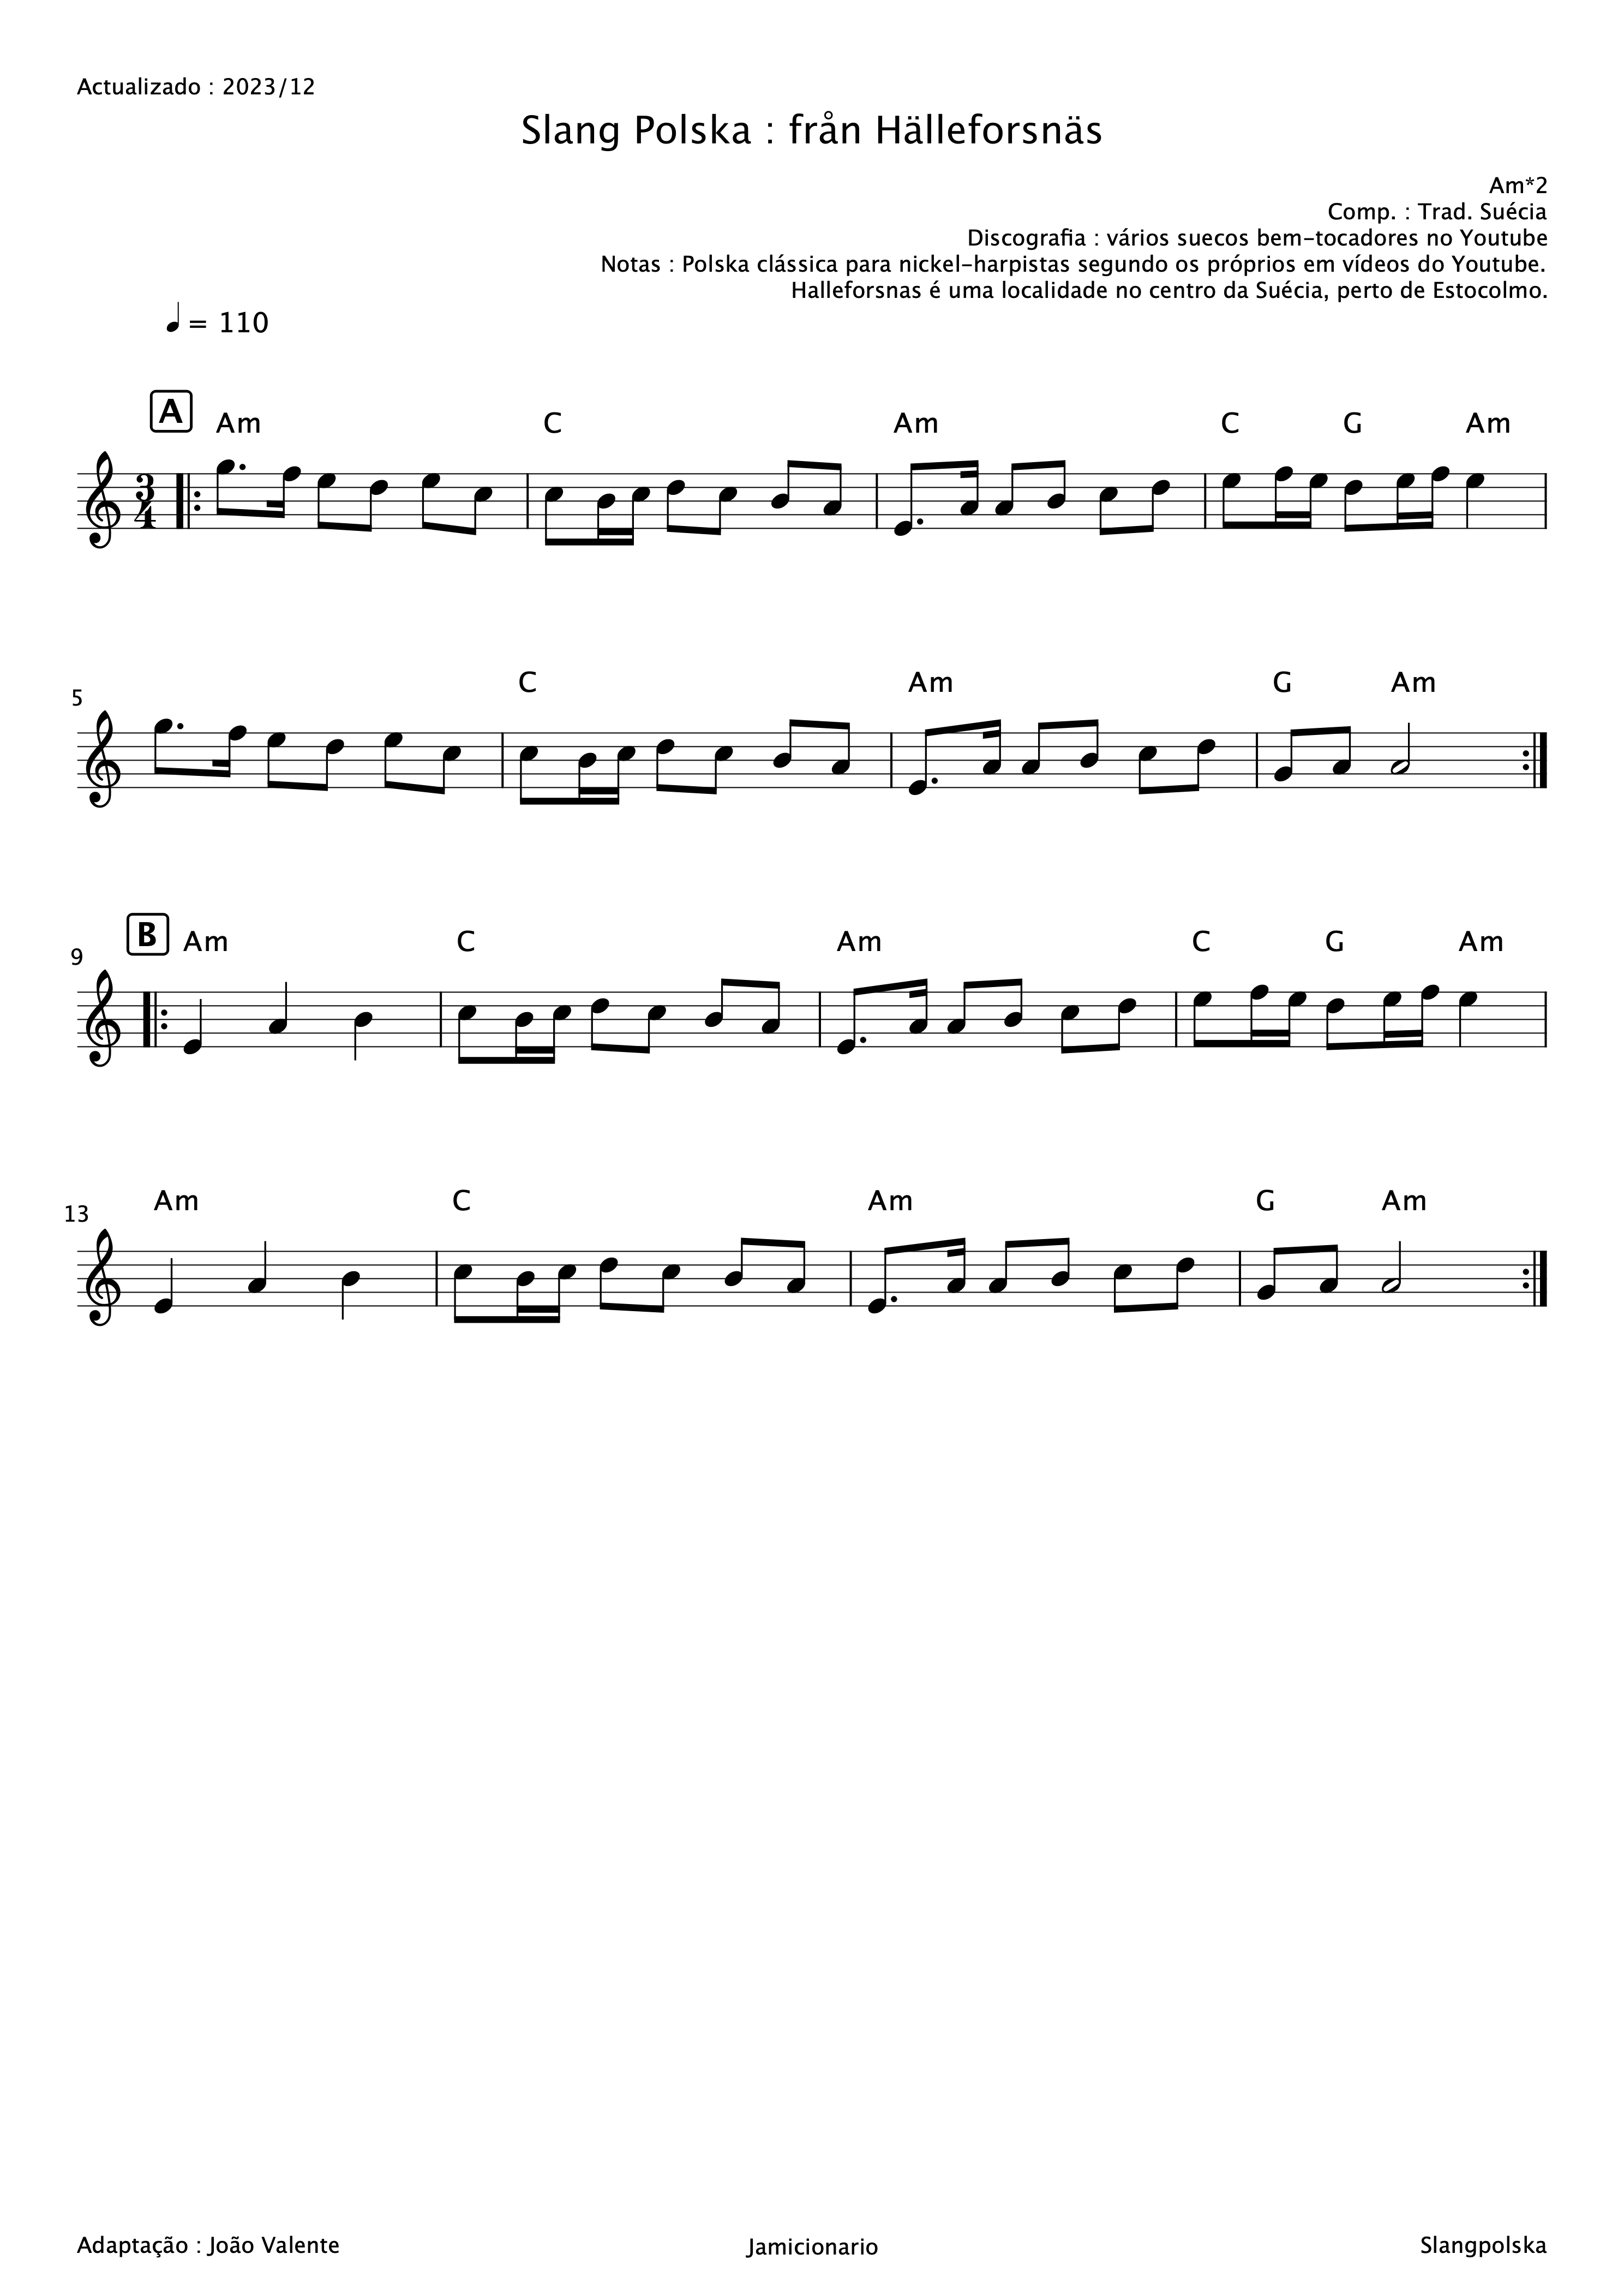 Actualizado : 2023/12
Slang Polska : från Hälleforsnäs
Am*2
Comp. : Trad. Suécia
Discografia : vários suecos bem-tocadores no Youtube
Notas : Polska clássica para nickel-harpistas segundo os próprios em vídeos do Youtube.
Halleforsnas é uma localidade no centro da Suécia, perto de Estocolmo.
= 110
A Am C Am C G Am
3
4
C Am G Am
5
B Am C Am C G Am
9
Am C Am G Am
13
Adaptação : João Valente Jamicionario Slangpolska